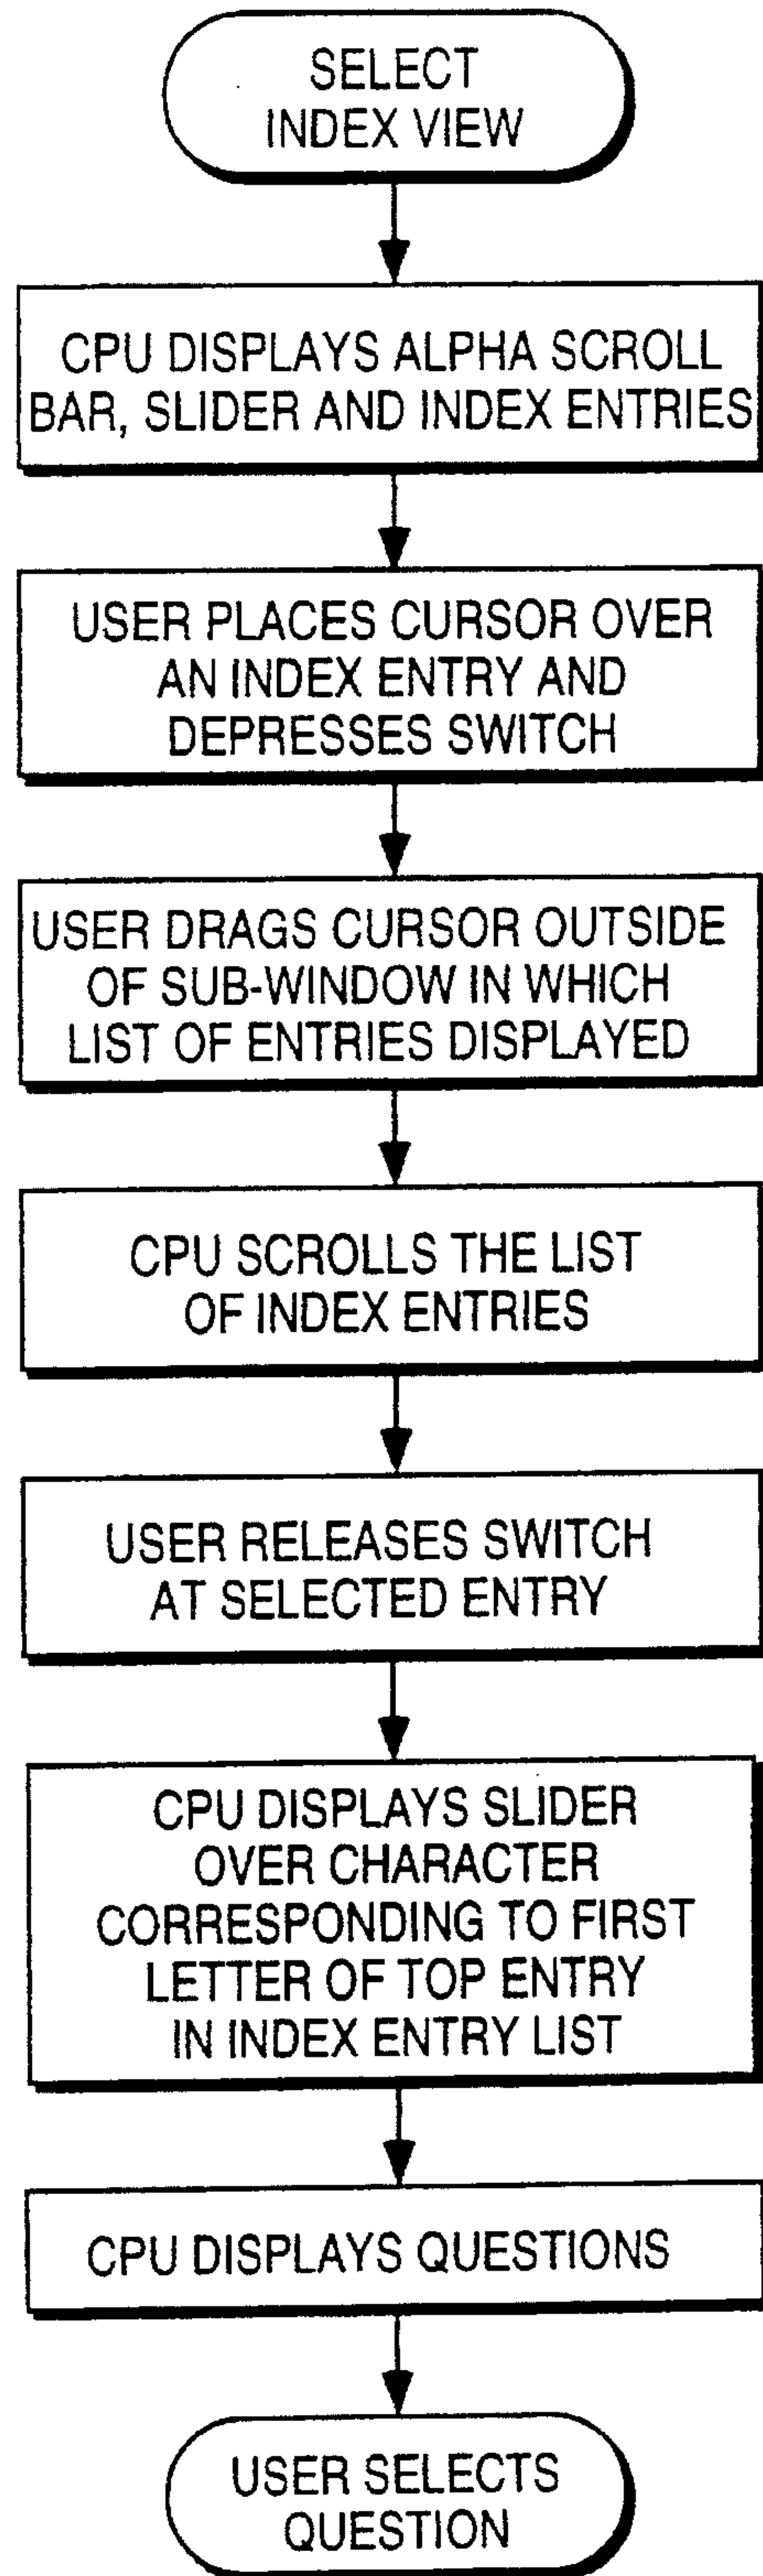 SELECT
INDEX VIEW
CPU DISPLAYS ALPHA SCROLL
BAR, SLIDER AND INDEX ENTRIES
USER PLACES CURSOR OVER
AN INDEX ENTRY AND
DEPRESSES SWITCH
USER DRAGS CURSOR OUTSIDE
OF SUB-WINDOW IN WHICH
LIST OF ENTRIES DISPLAYED
CPU SCROLLS THE LIST
OF INDEX ENTRIES
USER RELEASES SWITCH
AT SELECTED ENTRY
CPU DISPLAYS SLIDER
OVER CHARACTER
CORRESPONDING TO FIRST
LETTER OF TOP ENTRY
IN INDEX ENTRY LIST
CPU DISPLAYS QUESTIONS
USER SELECTS
QUESTION